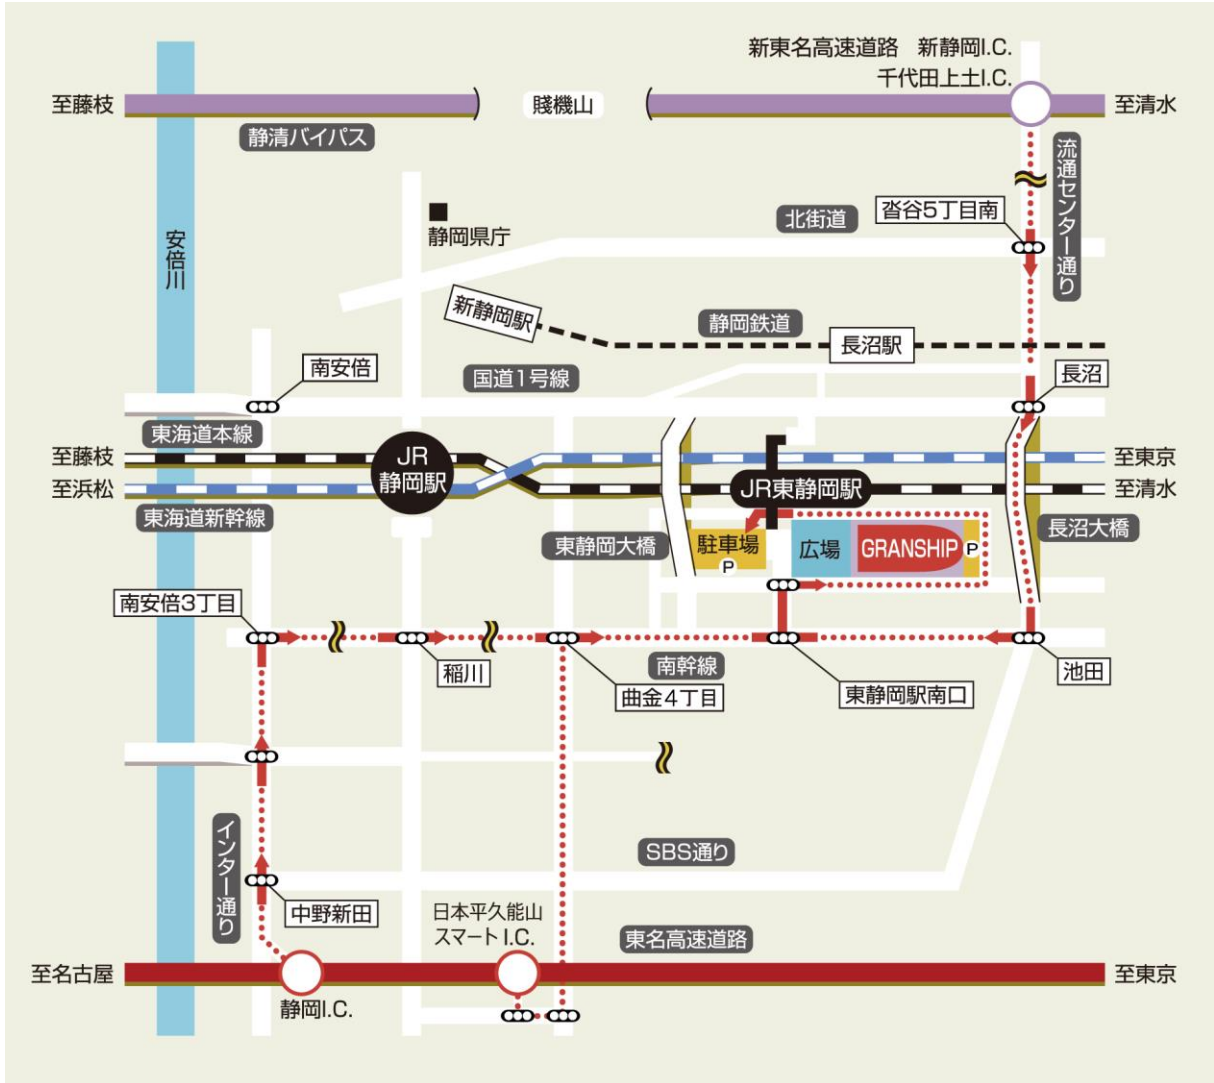 新東名高速道路 新静岡I.C.
千代田上土I.C.
至藤枝
賤機山
至清水
静清バイパス
流通センター通り
沓谷5丁目南
北街道
静岡県庁
安倍川
新静岡駅
静岡鉄道
長沼駅
南安倍
国道1号線
長沼
東海道本線
至藤枝
JR
静岡駅
至東京
至浜松
JR東静岡駅
至清水
東海道新幹線
東静岡大橋
駐車場
P
広場
GRANSHIP
P
長沼大橋
南安倍3丁目
稲川
南幹線
曲金4丁目
東静岡駅南口
池田
インター通り
SBS通り
中野新田
日本平久能山
スマートI.C.
東名高速道路
至名古屋
至東京
静岡I.C.